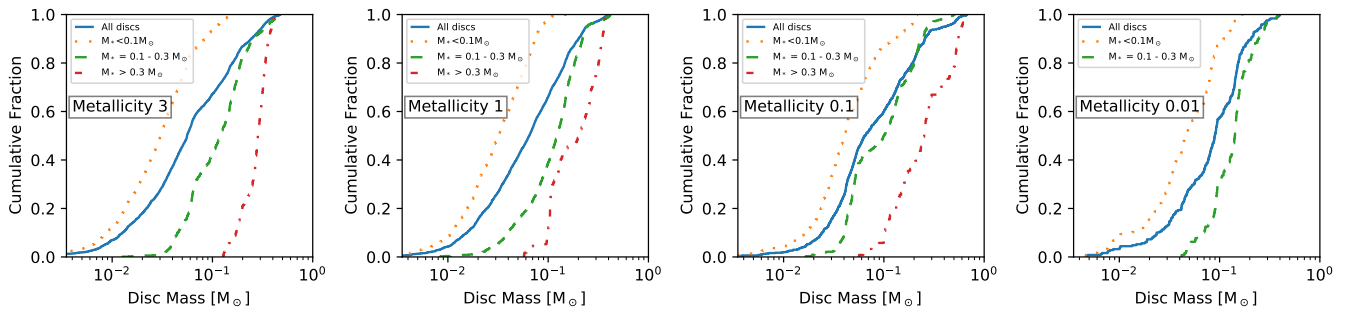 Cumulative Fraction
1.0
0.8
0.6
0.4
0.2
0.0
All discs
M*<0.1M⊙
M* = 0.1 - 0.3 M⊙
M* > 0.3 M⊙
Metallicity 3
10⁻²
10⁻¹
10⁰
Disc Mass [M⊙]
Cumulative Fraction
1.0
0.8
0.6
0.4
0.2
0.0
All discs
M*<0.1M⊙
M* = 0.1 - 0.3 M⊙
M* > 0.3 M⊙
Metallicity 1
10⁻²
10⁻¹
10⁰
Disc Mass [M⊙]
Cumulative Fraction
1.0
0.8
0.6
0.4
0.2
0.0
All discs
M*<0.1M⊙
M* = 0.1 - 0.3 M⊙
M* > 0.3 M⊙
Metallicity 0.1
10⁻²
10⁻¹
10⁰
Disc Mass [M⊙]
Cumulative Fraction
1.0
0.8
0.6
0.4
0.2
0.0
All discs
M*<0.1M⊙
M* = 0.1 - 0.3 M⊙
Metallicity 0.01
10⁻²
10⁻¹
10⁰
Disc Mass [M⊙]